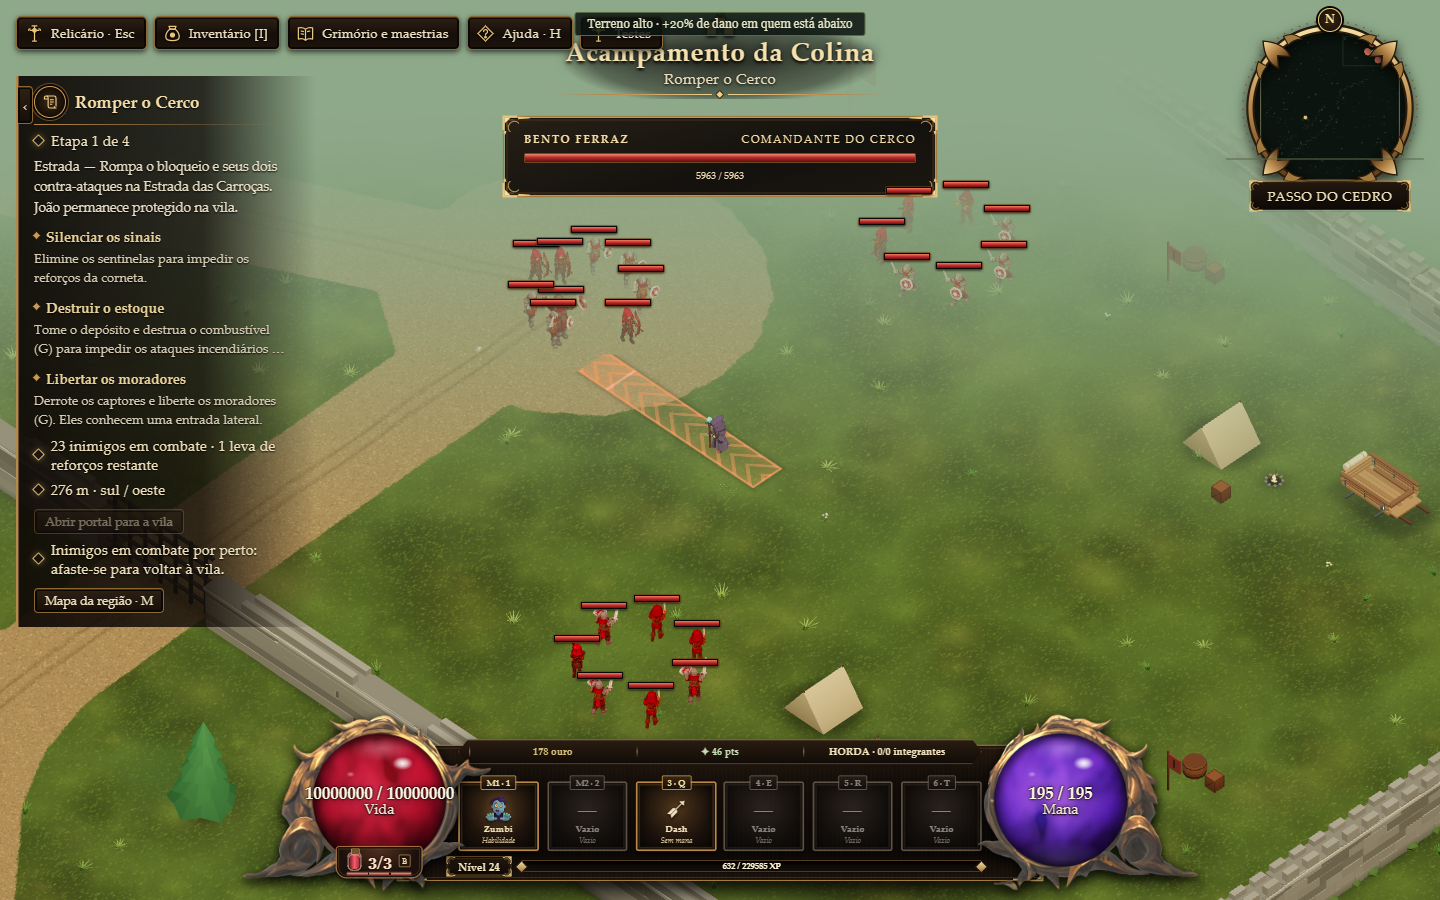 Relicário · Esc
Inventário [I]
Grimório e maestrias
Ajuda · H
Testes
Terreno alto · +20% de dano em quem está abaixo
Acampamento da Colina
Romper o Cerco
N
PASSO DO CEDRO
BENTO FERRAZ
COMANDANTE DO CERCO
5963 / 5963
‹
Romper o Cerco
Etapa 1 de 4
Estrada — Rompa o bloqueio e seus dois
contra-ataques na Estrada das Carroças.
João permanece protegido na vila.
Silenciar os sinais
Elimine os sentinelas para impedir os
reforços da corneta.
Destruir o estoque
Tome o depósito e destrua o combustível
(G) para impedir os ataques incendiários ...
Libertar os moradores
Derrote os captores e liberte os moradores
(G). Eles conhecem uma entrada lateral.
23 inimigos em combate · 1 leva de
reforços restante
276 m · sul / oeste
Abrir portal para a vila
Inimigos em combate por perto:
afaste-se para voltar à vila.
Mapa da região · M
178 ouro
46 pts
HORDA · 0/0 integrantes
10000000 / 10000000
Vida
3/3
B
M1 · 1
Zumbi
Habilidade
M2 · 2
Vazio
Vazio
3 · Q
Dash
Sem mana
4 · E
Vazio
Vazio
5 · R
Vazio
Vazio
6 · T
Vazio
Vazio
195 / 195
Mana
Nível 24
632 / 229585 XP